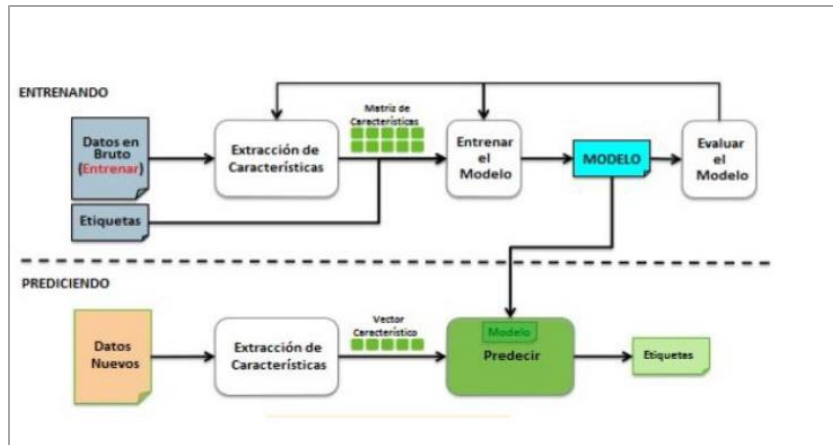 ENTRENANDO
Datos en
Bruto
(Entrenar)
Etiquetas
Extracción de
Características
Matriz de
Características
Entrenar
el
Modelo
MODELO
Evaluar
el
Modelo
PREDICIENDO
Datos
Nuevos
Extracción de
Características
Vector
Característico
Modelo
Predecir
Etiquetes